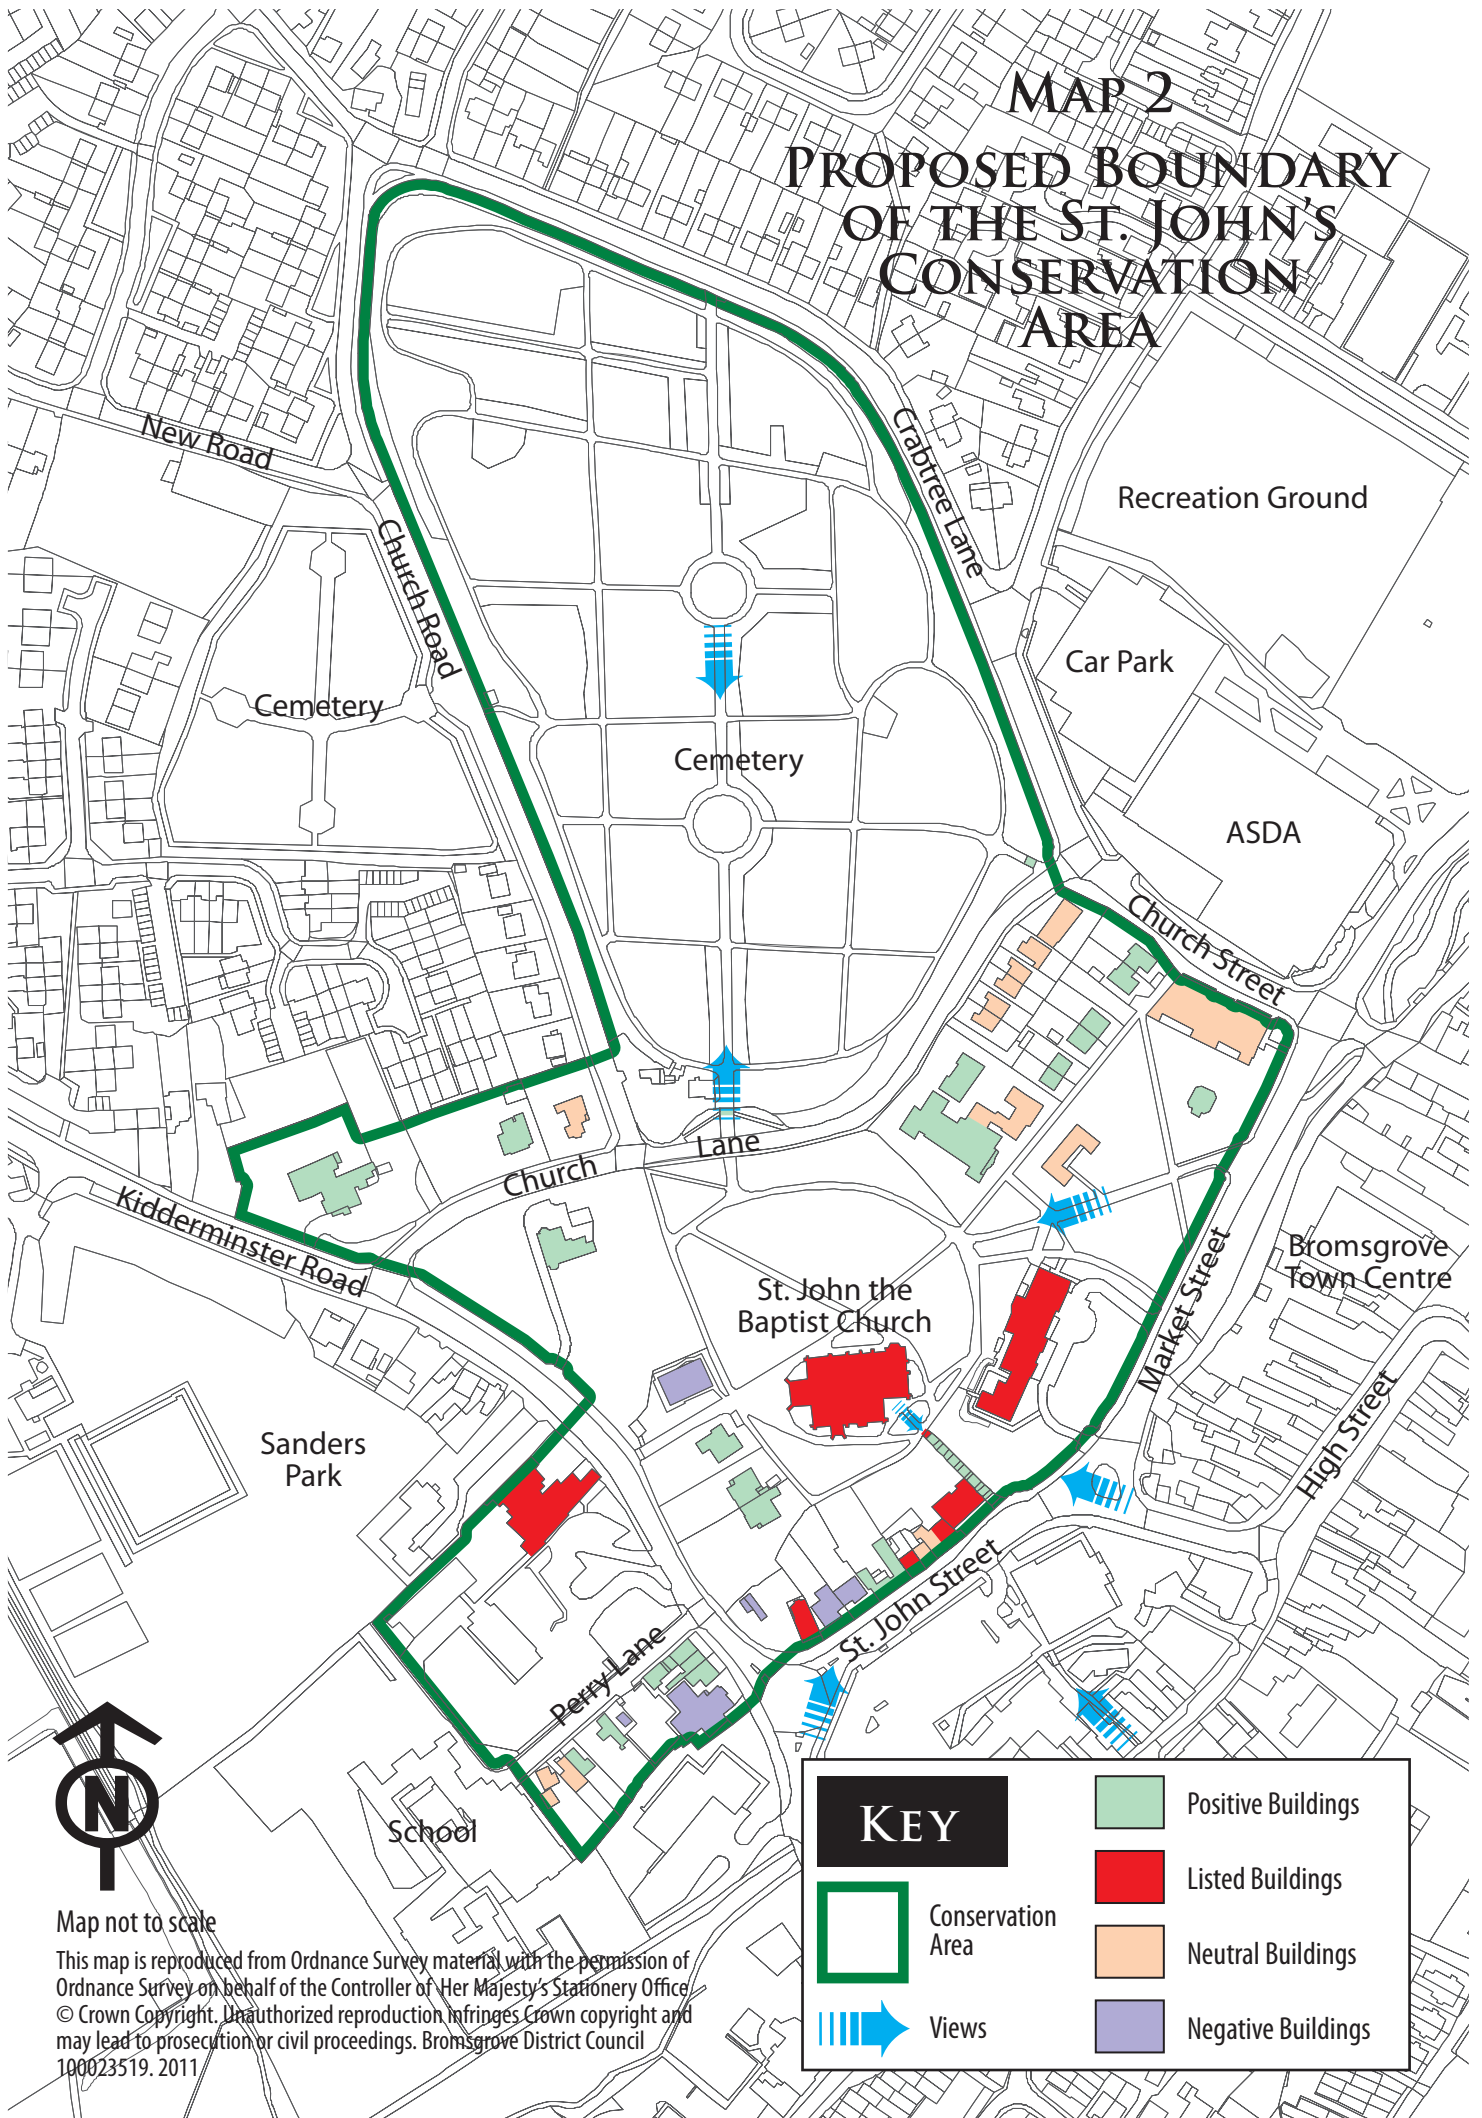 MAP 2
PROPOSED BOUNDARY
OF THE ST. JOHN'S
CONSERVATION
AREA
New Road
Crabtree Lane
Recreation Ground
Church Road
Car Park
Cemetery
Cemetery
ASDA
Church Street
Church Lane
Kidderminster Road
Bromsgrove
Town Centre
St. John the
Baptist Church
Market Street
High Street
Sanders
Park
St. John Street
Perry Lane
School
N
Map not to scale
This map is reproduced from Ordnance Survey material with the permission of
Ordnance Survey on behalf of the Controller of Her Majesty's Stationery Office
© Crown Copyright. Unauthorized reproduction infringes Crown copyright and
may lead to prosecution or civil proceedings. Bromsgrove District Council
100023519. 2011
KEY
Conservation
Area
Views
Positive Buildings
Listed Buildings
Neutral Buildings
Negative Buildings